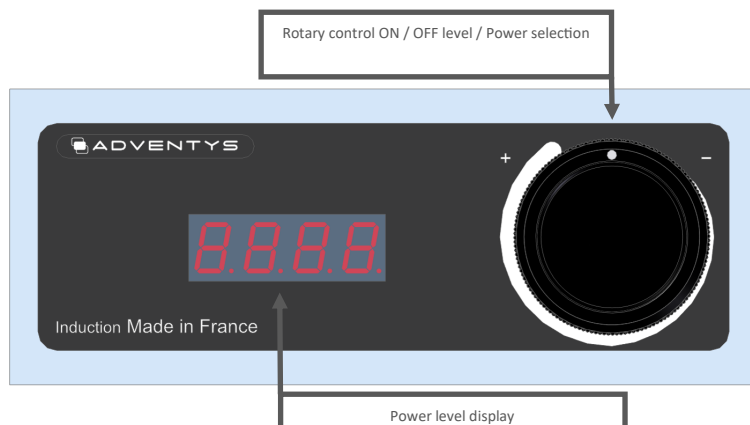 Rotary control ON / OFF level / Power selection
ADVENTYS
+ −
8.8.8.8.
Induction Made in France
Power level display